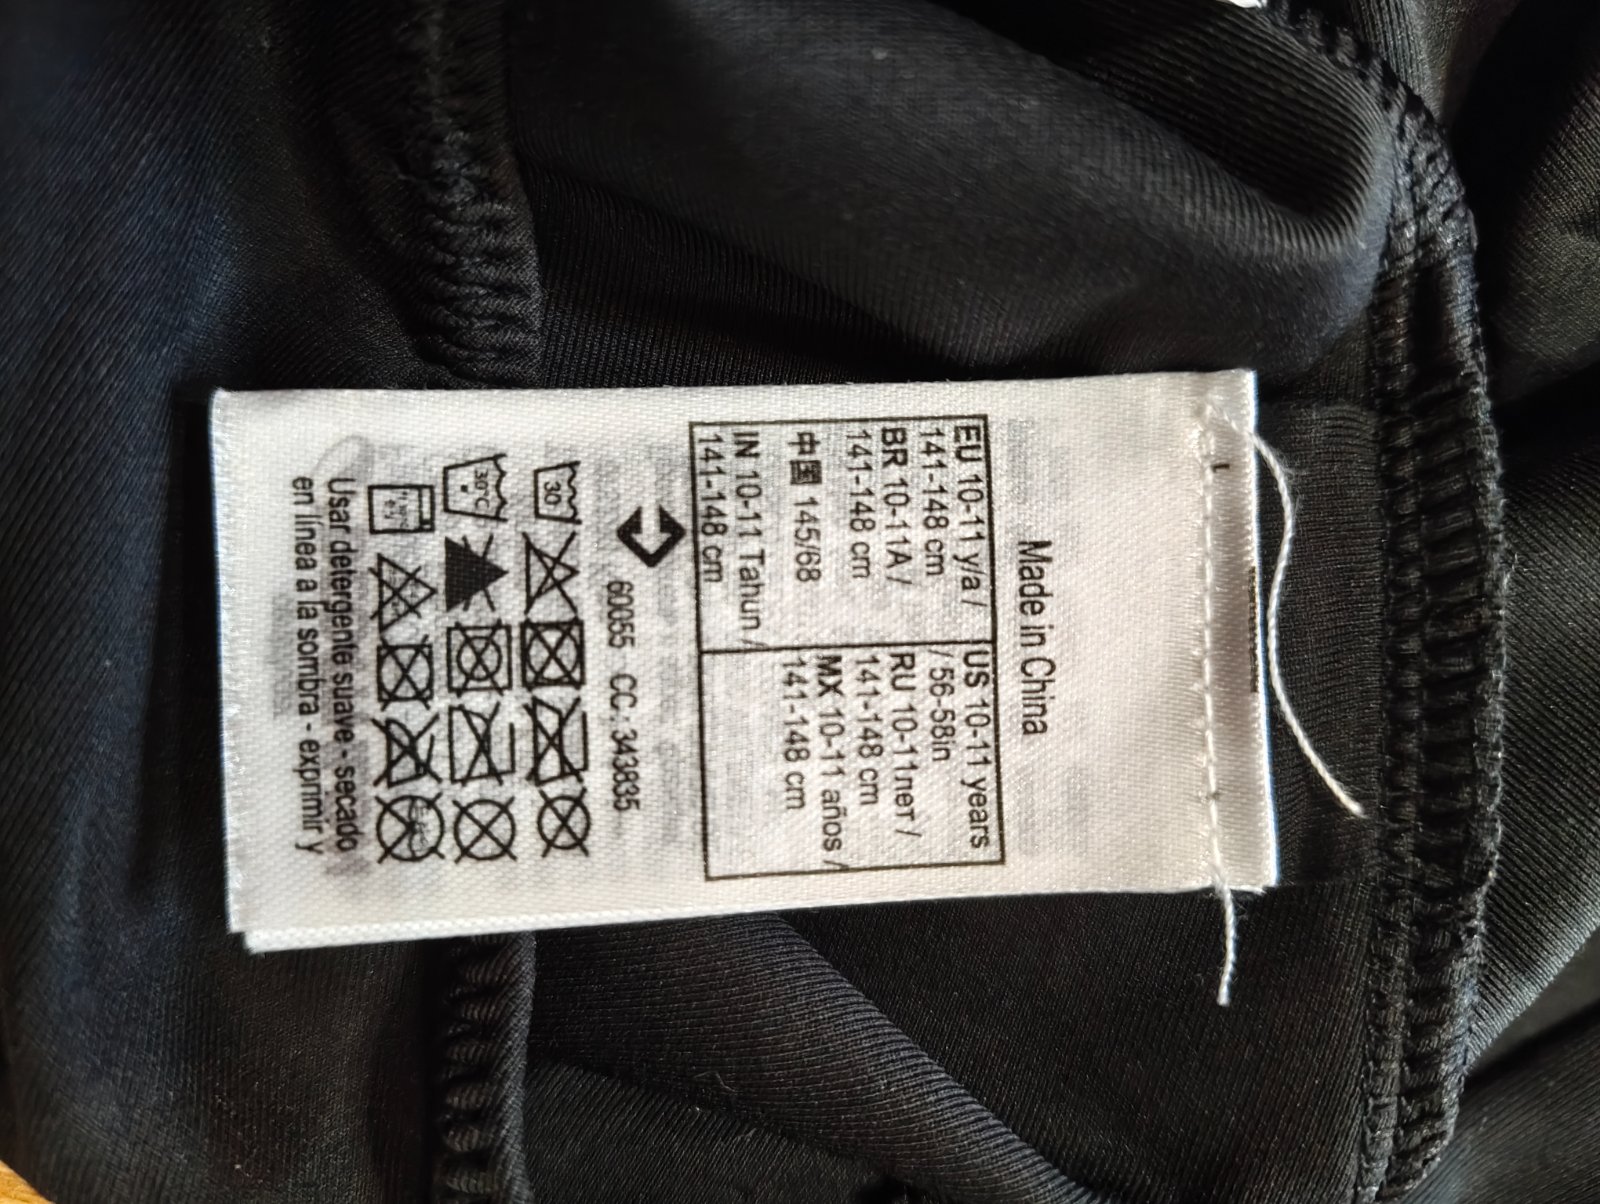 Made in China
EU 10-11 y/a /
141-148 cm
BR 10-11A /
141-148 cm
中国 145/68
IN 10-11 Tahun /
141-148 cm
US 10-11 years
/ 56-58in
RU 10-11лет /
141-148 cm
MX 10-11 años /
141-148 cm
60055 CC: 343835
30
30°C
Usar detergente suave - secado
en línea a la sombra - exprimir y